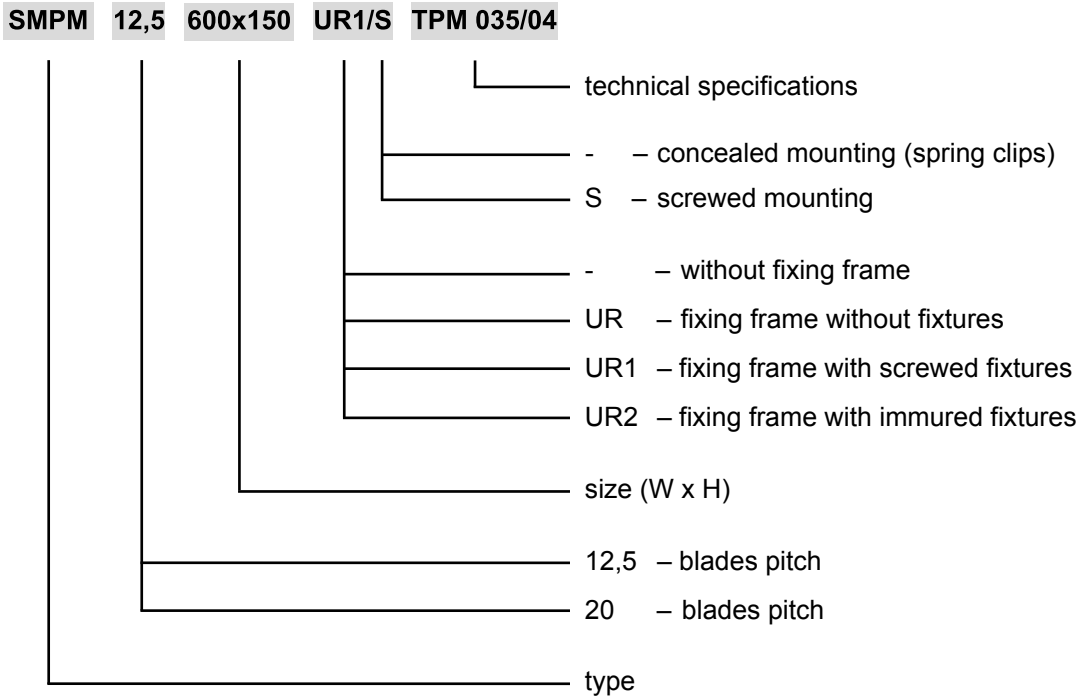 SMPM 12,5 600x150 UR1/S TPM 035/04
technical specifications
- – concealed mounting (spring clips)
S – screwed mounting
- – without fixing frame
UR – fixing frame without fixtures
UR1 – fixing frame with screwed fixtures
UR2 – fixing frame with immured fixtures
size (W x H)
12,5 – blades pitch
20 – blades pitch
type